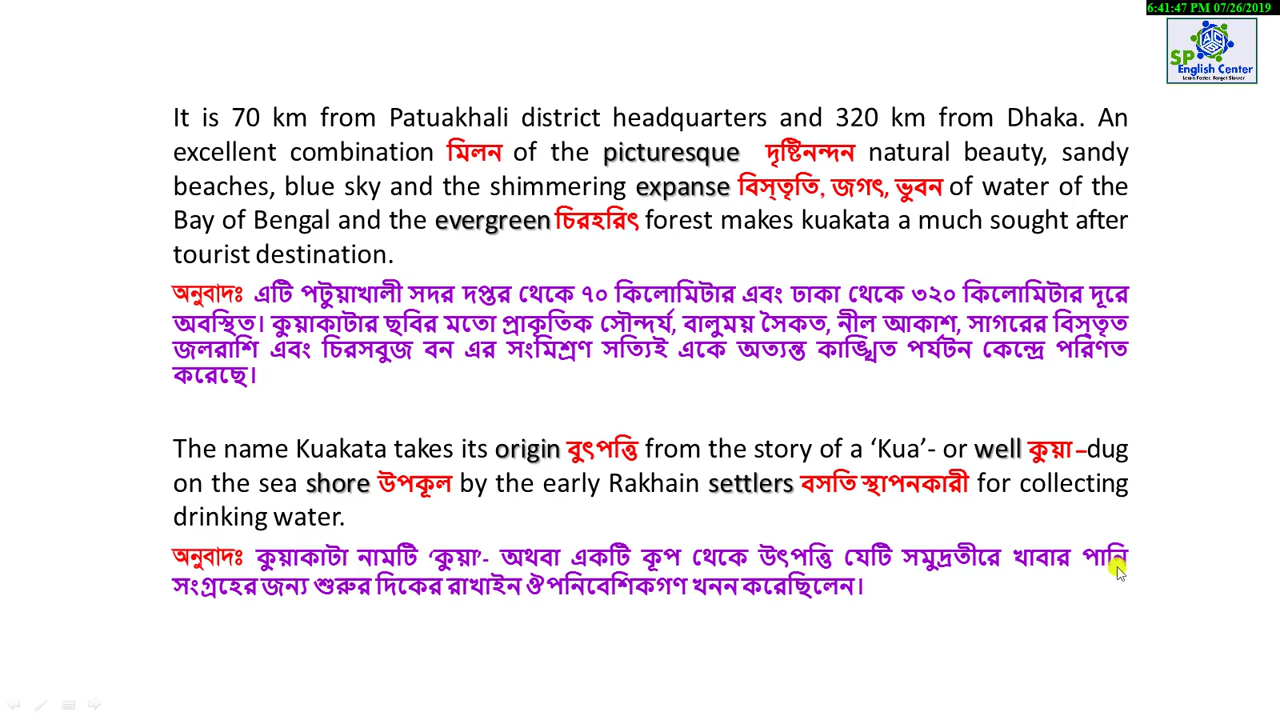 6:41:47 PM 07/26/2019
SP
English Center
Learn Faster, Forget Slower
It is 70 km from Patuakhali district headquarters and 320 km from Dhaka. An
excellent combination মিলন of the picturesque দৃষ্টিনন্দন natural beauty, sandy
beaches, blue sky and the shimmering expanse বিস্তৃতি, জগৎ, ভুবন of water of the
Bay of Bengal and the evergreen চিরহরিৎ forest makes kuakata a much sought after
tourist destination.
অনুবাদঃ এটি পটুয়াখালী সদর দপ্তর থেকে ৭০ কিলোমিটার এবং ঢাকা থেকে ৩২০ কিলোমিটার দূরে
অবস্থিত। কুয়াকাটার ছবির মতো প্রাকৃতিক সৌন্দর্য, বালুময় সৈকত, নীল আকাশ, সাগরের বিস্তৃত
জলরাশি এবং চিরসবুজ বন এর সংমিশ্রণ সত্যিই একে অত্যন্ত কাঙ্খিত পর্যটন কেন্দ্রে পরিণত
করেছে।
The name Kuakata takes its origin বুৎপত্তি from the story of a ‘Kua’- or well কুয়া–dug
on the sea shore উপকূল by the early Rakhain settlers বসতি স্থাপনকারী for collecting
drinking water.
অনুবাদঃ কুয়াকাটা নামটি ‘কুয়া’- অথবা একটি কূপ থেকে উৎপত্তি যেটি সমুদ্রতীরে খাবার পানি
সংগ্রহের জন্য শুরুর দিকের রাখাইন ঔপনিবেশিকগণ খনন করেছিলেন।